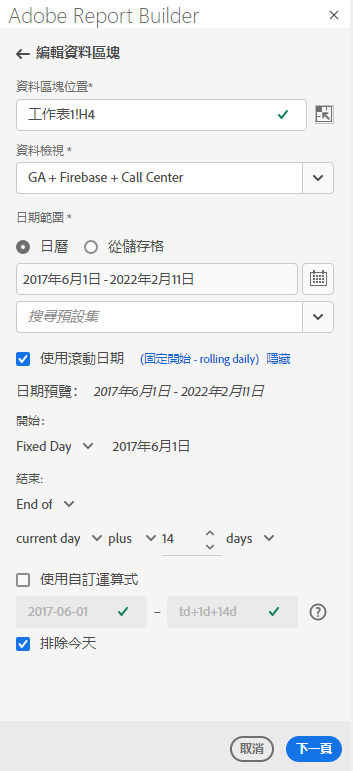 Adobe Report Builder
編輯資料區塊
資料區塊位置*
工作表1!H4
資料檢視 *
GA + Firebase + Call Center
日期範圍 *
日曆 從儲存格
2017年6月1日 - 2022年2月11日
搜尋預設集
使用滾動日期 (固定開始 - rolling daily) 隱藏
日期預覽： 2017年6月1日 - 2022年2月11日
開始：
Fixed Day 2017年6月1日
結束:
End of
current day plus 14 days
使用自訂運算式
2017-06-01 – td+1d+14d
排除今天
取消 下一頁